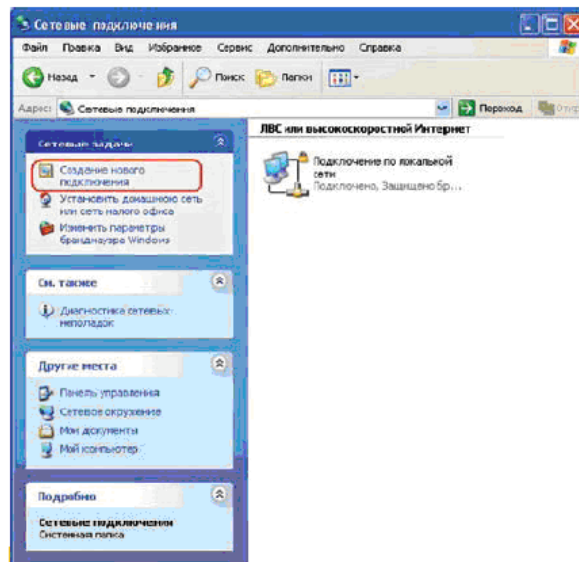 Сетевые подключения
Файл Правка Вид Избранное Сервис Дополнительно Справка
Назад Поиск Папки
Адрес: Сетевые подключения Переход
ЛВС или высокоскоростной Интернет
Сетевые задачи
Создание нового
подключения
Установить домашнюю сеть
или сеть малого офиса
Изменить параметры
брандмауэра Windows
Подключение по локальной
сети
Подключено, Защищено бр...
См. также
Диагностика сетевых
неполадок
Другие места
Панель управления
Сетевое окружение
Мои документы
Мой компьютер
Подробно
Сетевые подключения
Системная папка